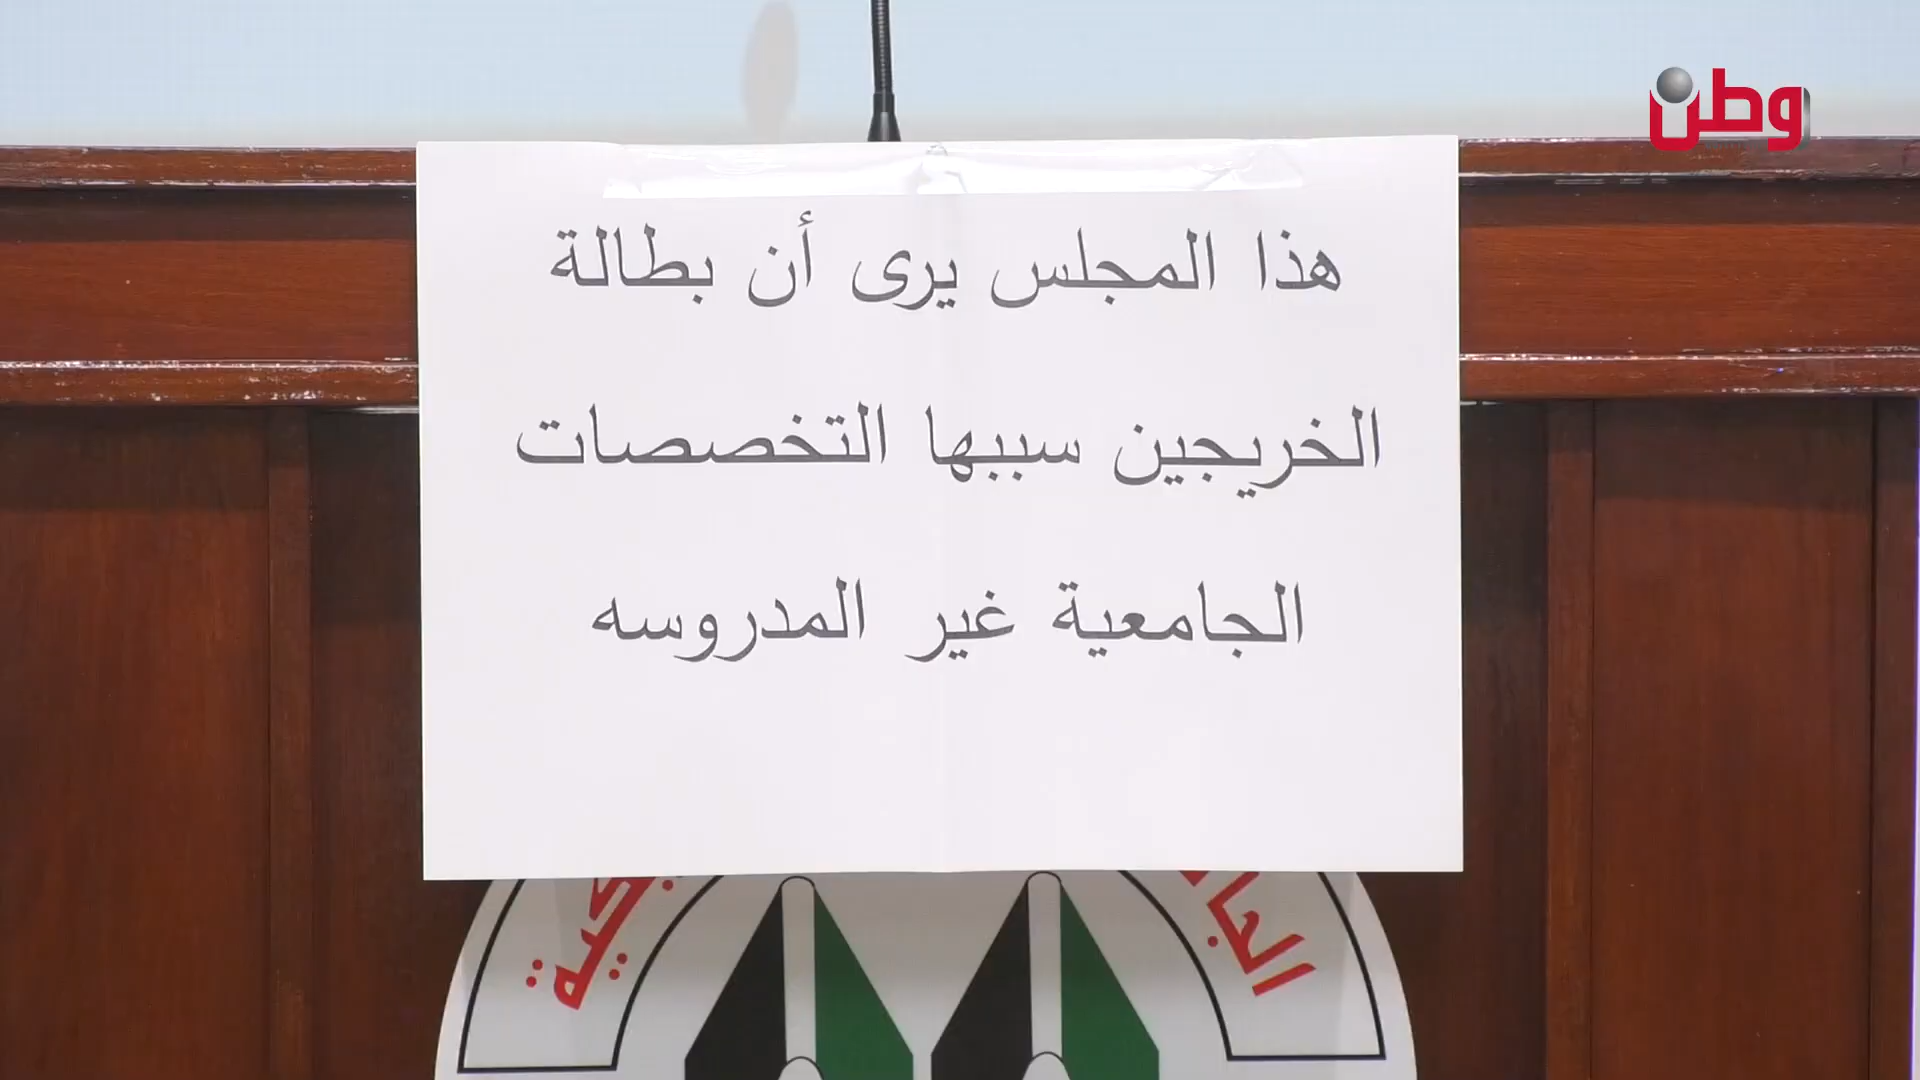 وطن
هذا المجلس يرى أن بطالة
الخريجين سببها التخصصات
الجامعية غير المدروسه